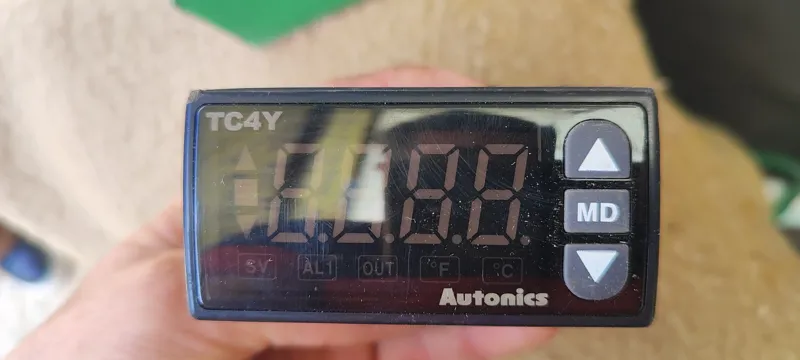 TC4Y
MD
SV AL1 OUT °F °C
Autonics